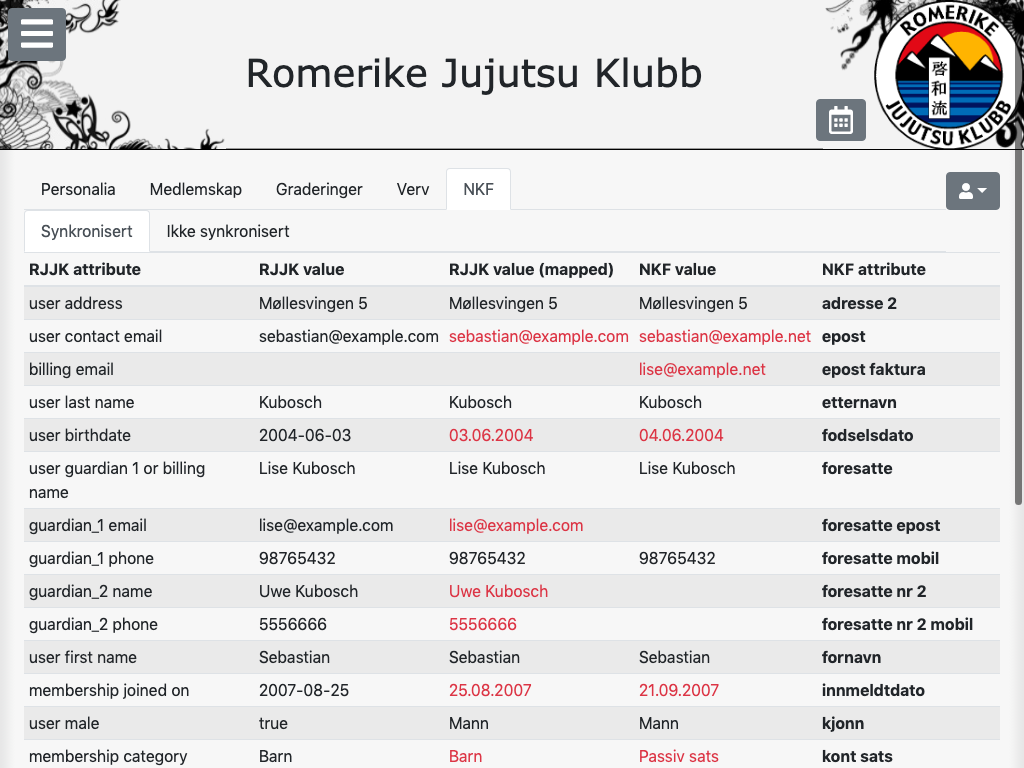 Romerike Jujutsu Klubb
ROMERIKE
啓和流
JUJUTSU KLUBB
Personalia Medlemskap Graderinger Verv NKF
Synkronisert Ikke synkronisert
RJJK attribute RJJK value RJJK value (mapped) NKF value NKF attribute
user address Møllesvingen 5 Møllesvingen 5 Møllesvingen 5 adresse 2
user contact email sebastian@example.com sebastian@example.com sebastian@example.net epost
billing email lise@example.net epost faktura
user last name Kubosch Kubosch Kubosch etternavn
user birthdate 2004-06-03 03.06.2004 04.06.2004 fodselsdato
user guardian 1 or billing name Lise Kubosch Lise Kubosch Lise Kubosch foresatte
guardian_1 email lise@example.com lise@example.com foresatte epost
guardian_1 phone 98765432 98765432 98765432 foresatte mobil
guardian_2 name Uwe Kubosch Uwe Kubosch foresatte nr 2
guardian_2 phone 5556666 5556666 foresatte nr 2 mobil
user first name Sebastian Sebastian Sebastian fornavn
membership joined on 2007-08-25 25.08.2007 21.09.2007 innmeldtdato
user male true Mann Mann kjonn
membership category Barn Barn Passiv sats kont sats